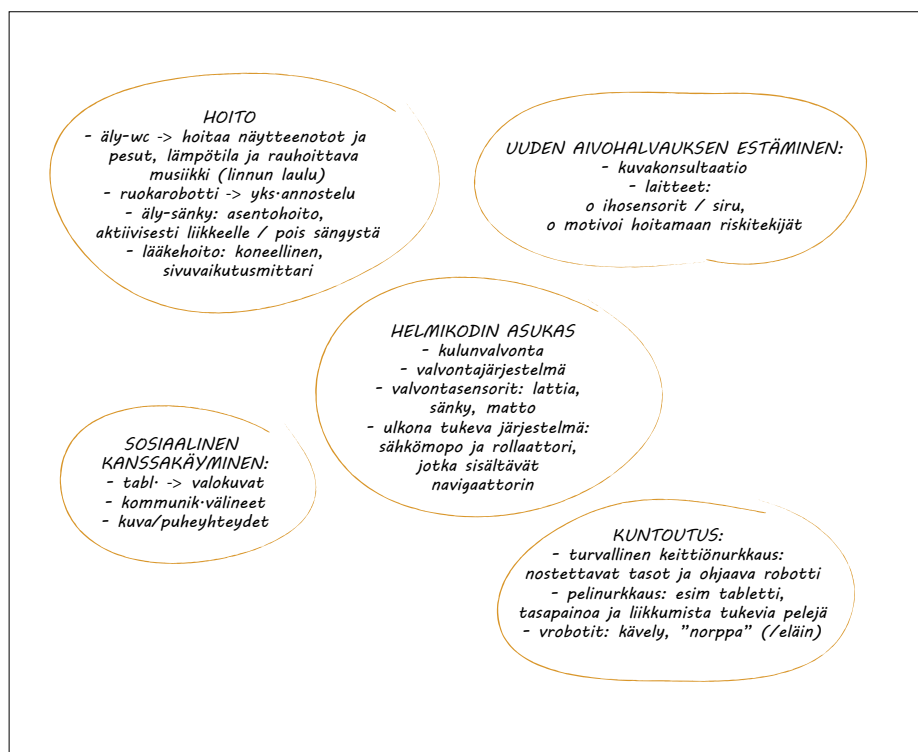 HOITO
- äly-wc -> hoitaa näytteenotot ja
pesut, lämpötila ja rauhoittava
musiikki (linnun laulu)
- ruokarobotti -> yks.annostelu
- äly-sänky: asentohoito,
aktiivisesti liikkeelle / pois sängystä
- lääkehoito: koneellinen,
sivuvaikutusmittari
UUDEN AIVOHALVAUKSEN ESTÄMINEN:
- kuvakonsultaatio
- laitteet:
o ihosensorit / siru,
o motivoi hoitamaan riskitekijät
HELMIKODIN ASUKAS
- kulunvalvonta
- valvontajärjestelmä
- valvontasensorit: lattia,
sänky, matto
- ulkona tukeva järjestelmä:
sähkömopo ja rollaattori,
jotka sisältävät
navigaattorin
SOSIAALINEN
KANSSAKÄYMINEN:
- tabl. -> valokuvat
- kommunik.välineet
- kuva/puheyhteydet
KUNTOUTUS:
- turvallinen keittiönurkkaus:
nostettavat tasot ja ohjaava robotti
- pelinurkkaus: esim tabletti,
tasapainoa ja liikkumista tukevia pelejä
- vrobotit: kävely, ”norppa” (/eläin)